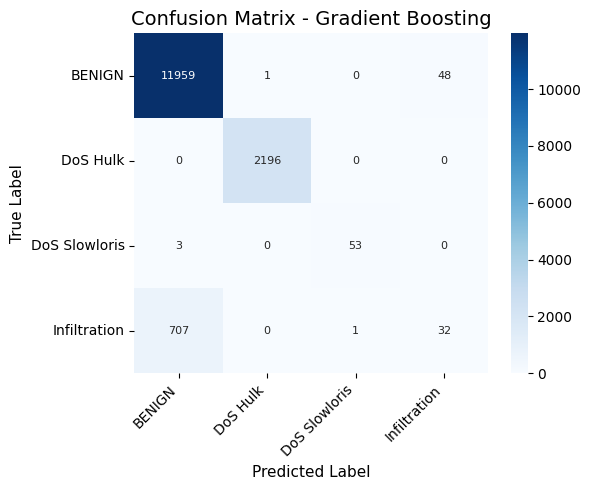 Confusion Matrix - Gradient Boosting
True Label
BENIGN 11959 1 0 48
DoS Hulk 0 2196 0 0
DoS Slowloris 3 0 53 0
Infiltration 707 0 1 32
BENIGN DoS Hulk DoS Slowloris Infiltration
Predicted Label
10000
8000
6000
4000
2000
0